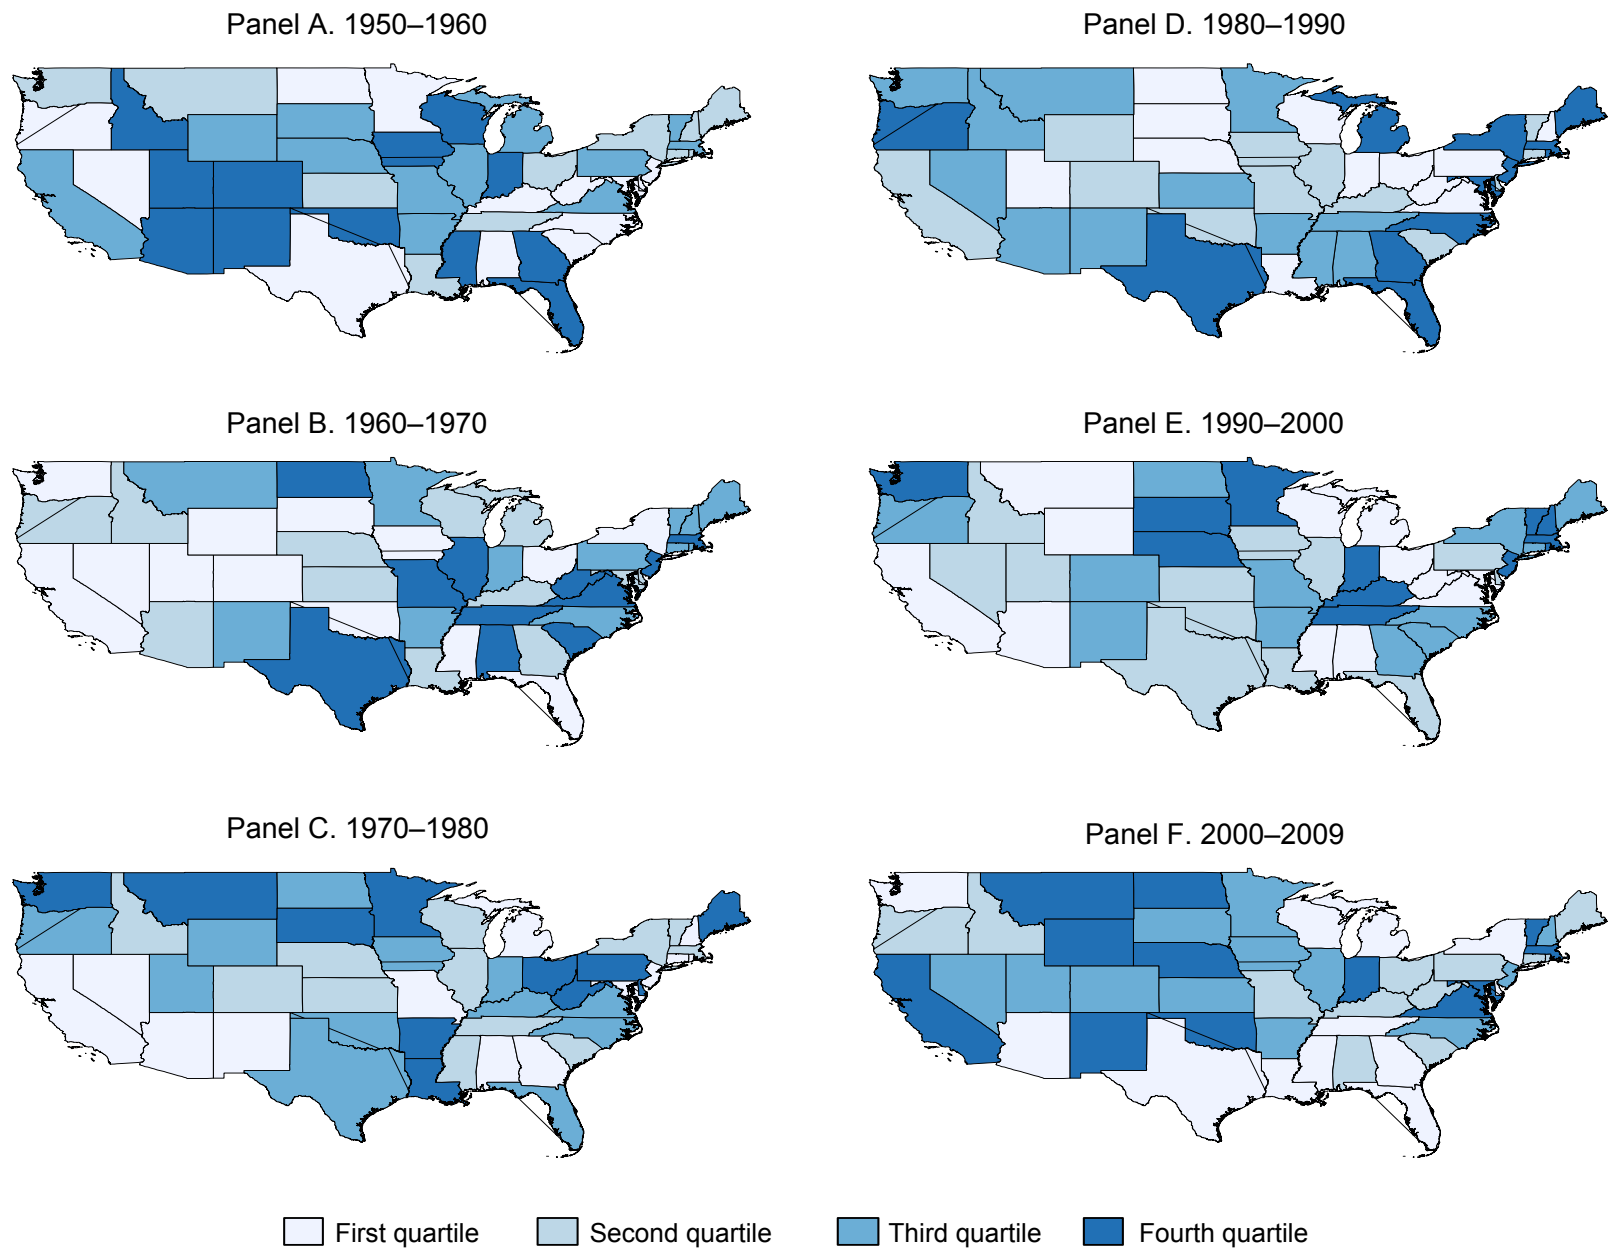 Panel A. 1950–1960
Panel D. 1980–1990
Panel B. 1960–1970
Panel E. 1990–2000
Panel C. 1970–1980
Panel F. 2000–2009
First quartile
Second quartile
Third quartile
Fourth quartile